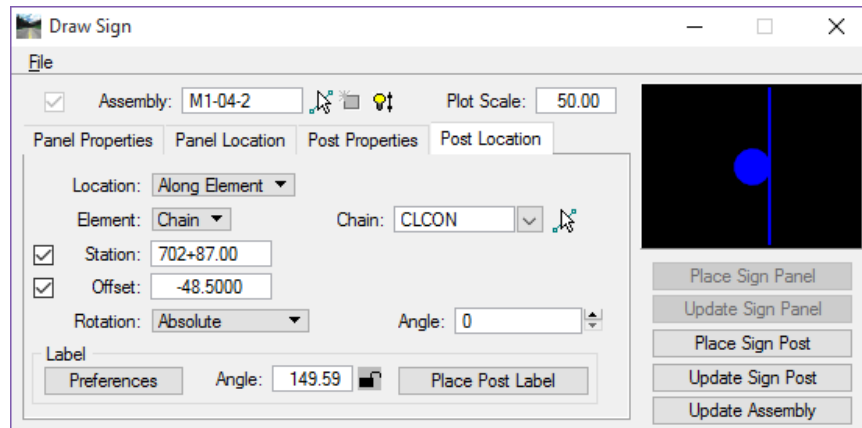 Draw Sign
File
Assembly: M1-04-2 Plot Scale: 50.00
Panel Properties Panel Location Post Properties Post Location
Location: Along Element
Element: Chain Chain: CLCON
Station: 702+87.00
Offset: -48.5000
Rotation: Absolute Angle: 0
Label
Preferences Angle: 149.59 Place Post Label
Place Sign Panel
Update Sign Panel
Place Sign Post
Update Sign Post
Update Assembly